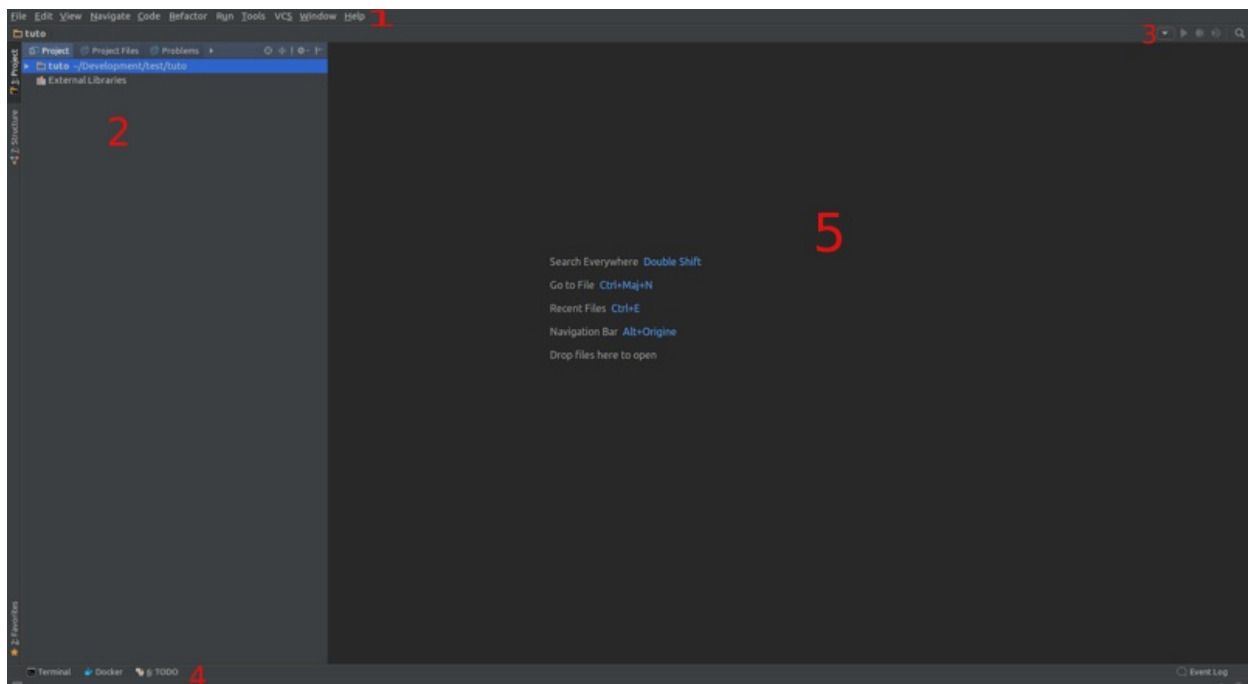 File Edit View Navigate Code Refactor Run Tools VCS Window Help 1
tuto 3
Project Project Files Problems
1: Project
tuto ~/Development/test/tuto
External Libraries
7: Structure
2
5
Search Everywhere Double Shift
Go to File Ctrl+Maj+N
Recent Files Ctrl+E
Navigation Bar Alt+Origine
Drop files here to open
2: Favorites
Terminal Docker 6: TODO 4 Event Log